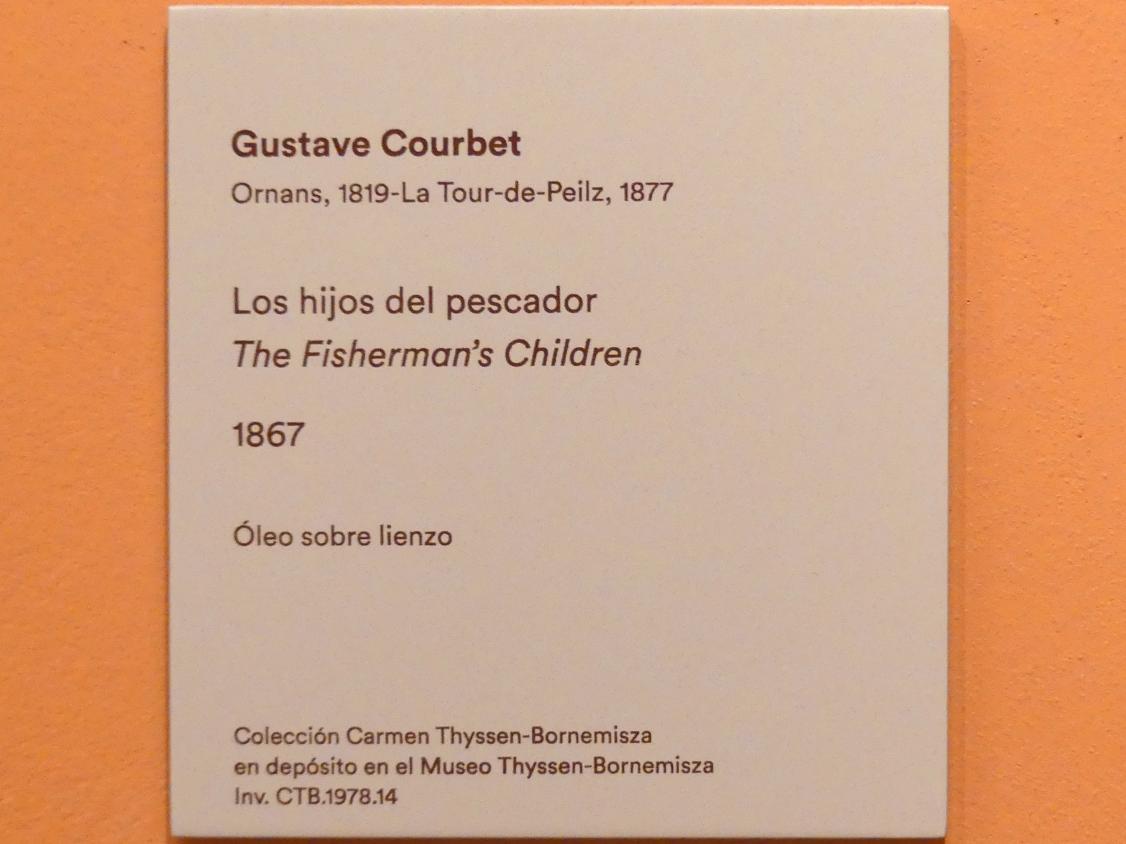 Gustave Courbet
Ornans, 1819-La Tour-de-Peilz, 1877
Los hijos del pescador
The Fisherman’s Children
1867
Óleo sobre lienzo
Colección Carmen Thyssen-Bornemisza
en depósito en el Museo Thyssen-Bornemisza
Inv. CTB.1978.14